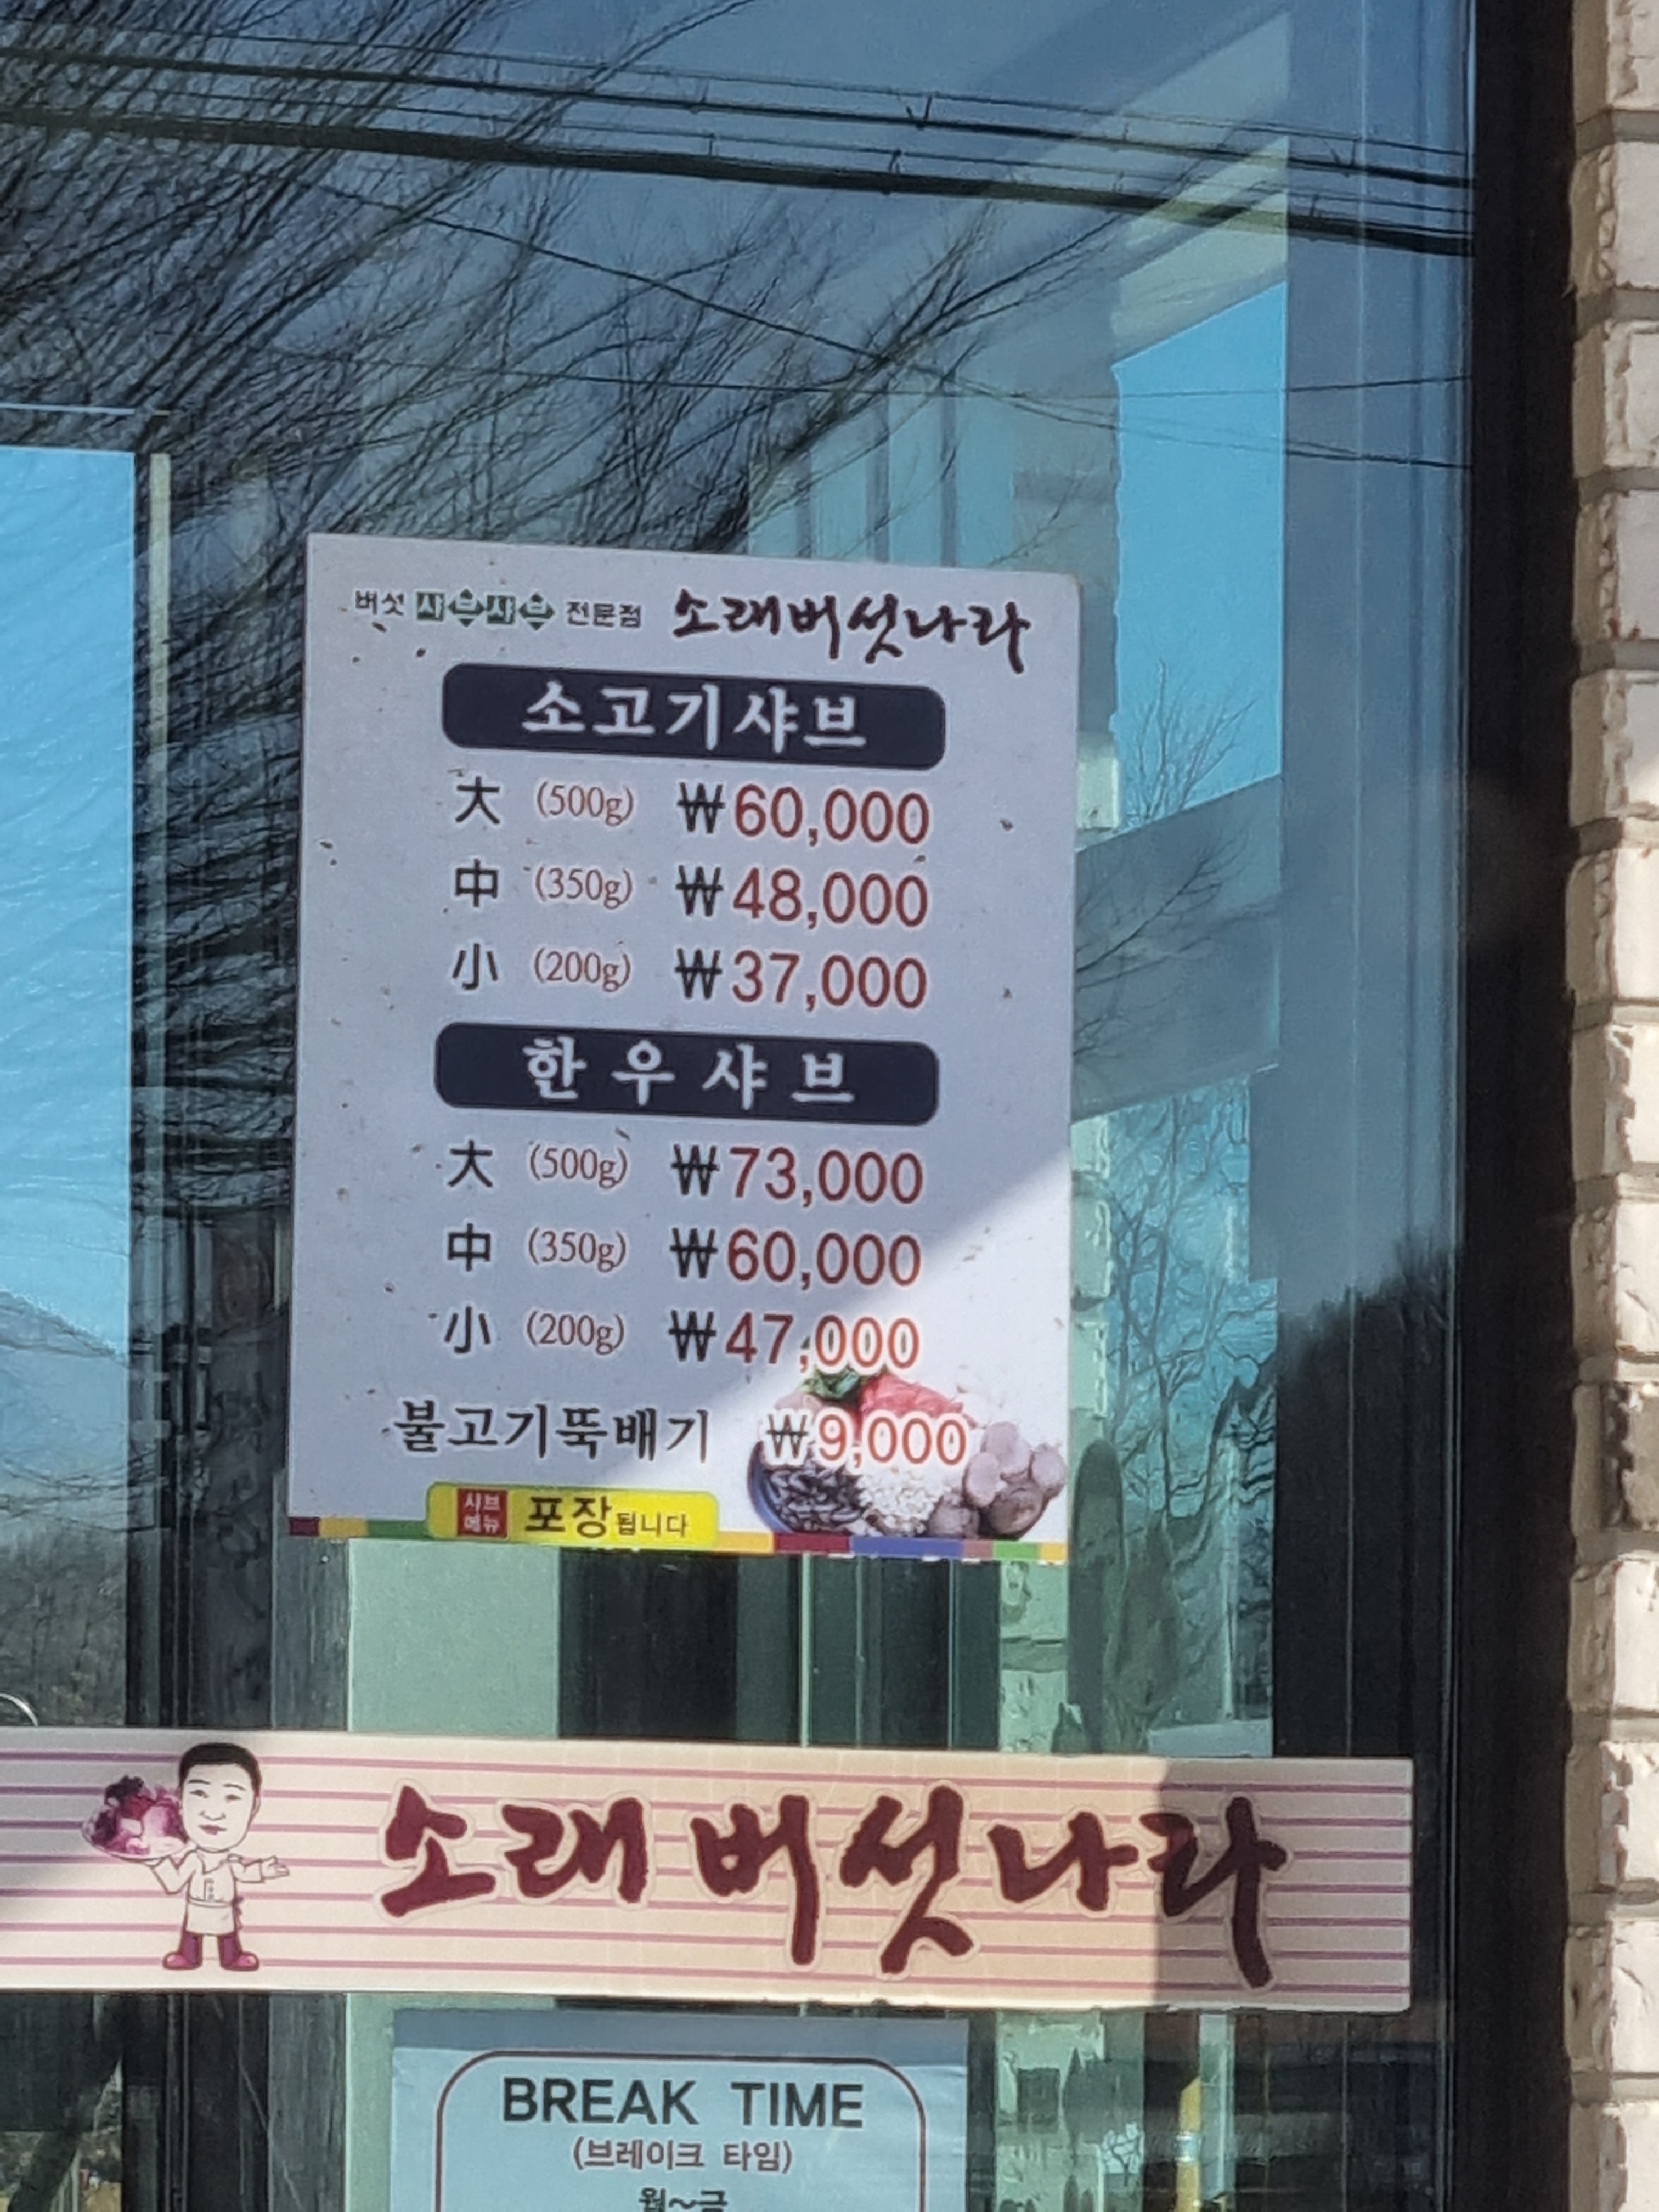 버섯 샤브샤브 전문점 소래버섯나라
소고기샤브
大 (500g) ₩60,000
中 (350g) ₩48,000
小 (200g) ₩37,000
한우샤브
大 (500g) ₩73,000
中 (350g) ₩60,000
小 (200g) ₩47,000
불고기뚝배기 ₩9,000
샤브메뉴 포장됩니다
소래버섯나라
BREAK TIME
(브레이크 타임)
월~금